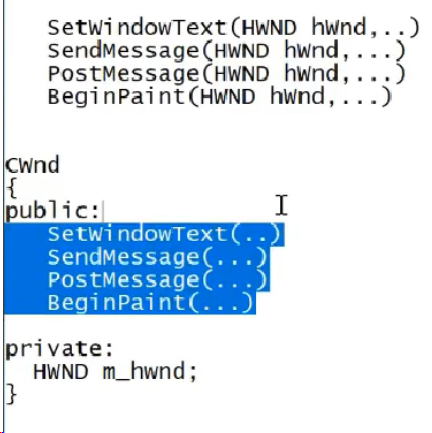 SetWindowText(HWND hWnd,..)
SendMessage(HWND hWnd,...)
PostMessage(HWND hWnd,...)
BeginPaint(HWND hWnd,...)
CWnd
{
public:
SetWindowText(..)
SendMessage(...)
PostMessage(...)
BeginPaint(...)
private:
HWND m_hwnd;
}